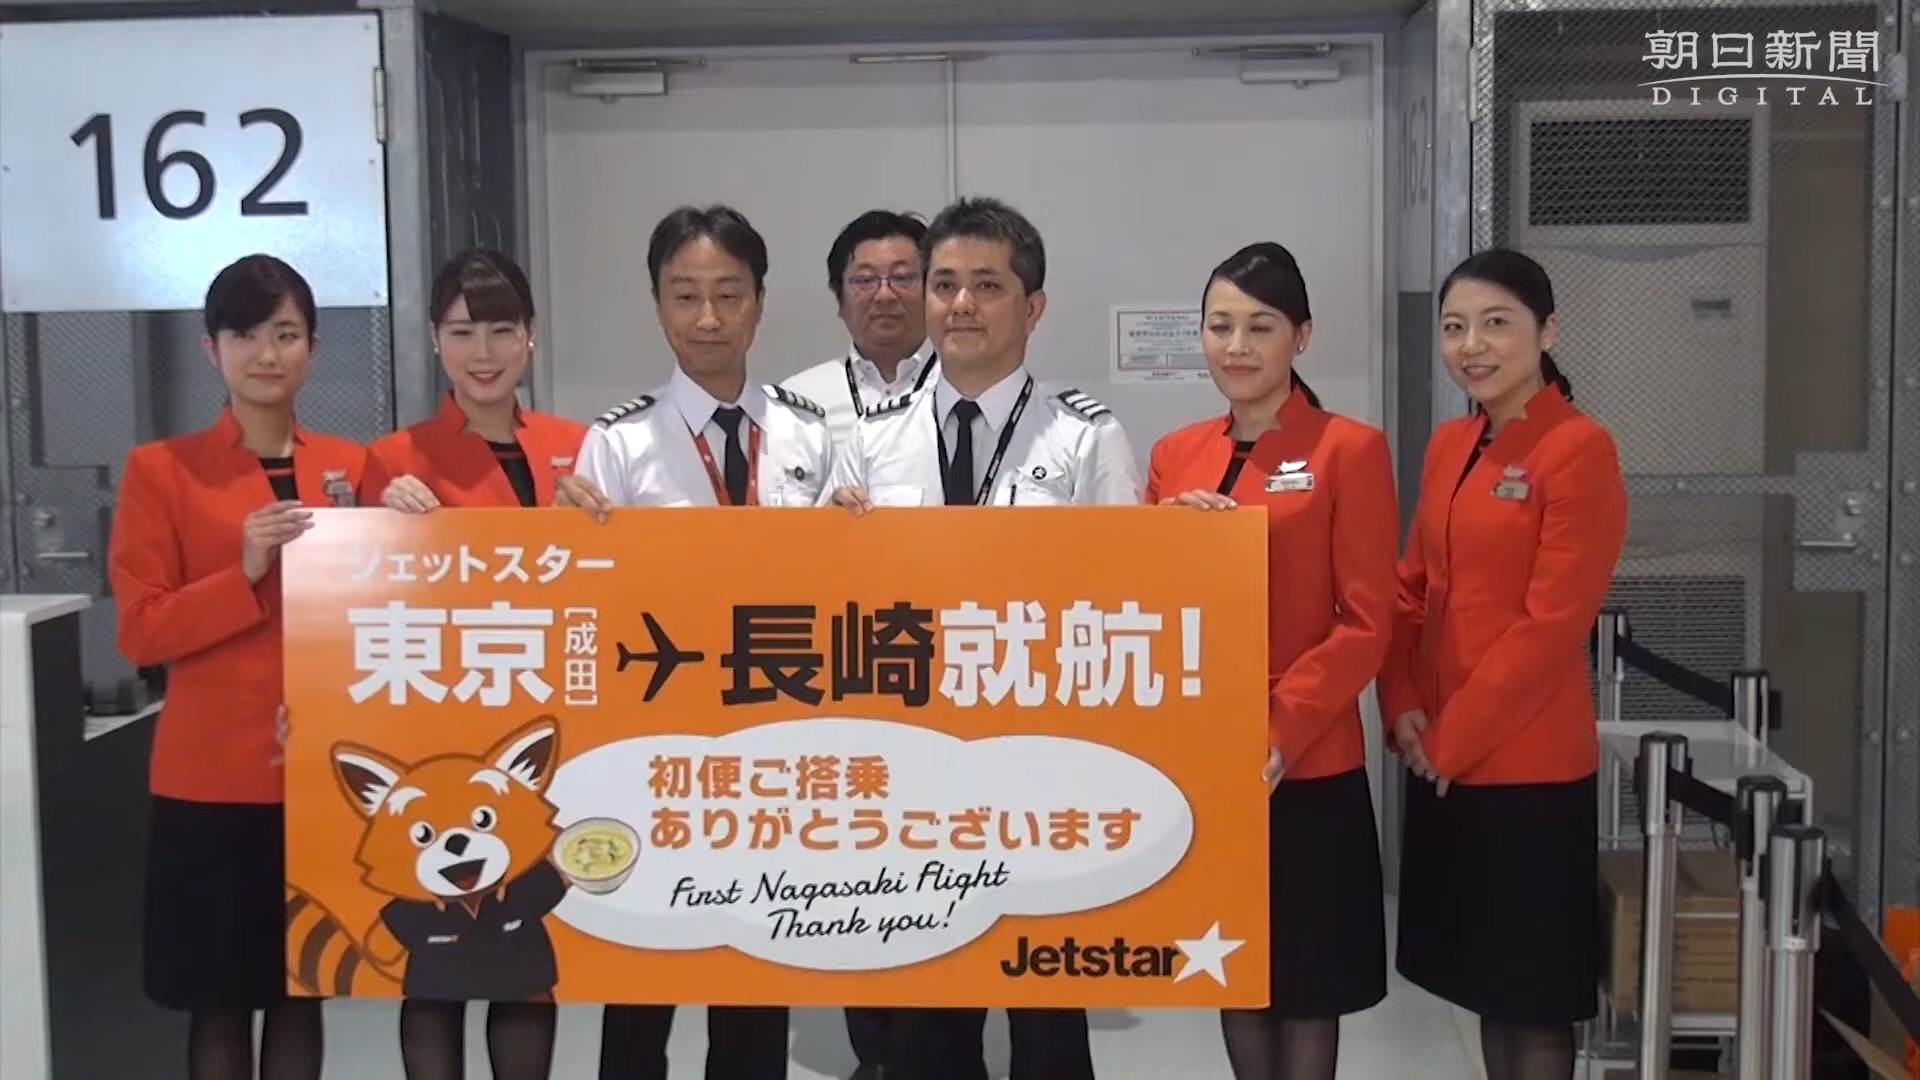 朝日新聞
DIGITAL
162
162
WARNING
ジェットスター
東京[成田]✈長崎就航!
初便ご搭乗
ありがとうございます
First Nagasaki Flight
Thank you!
Jetstar